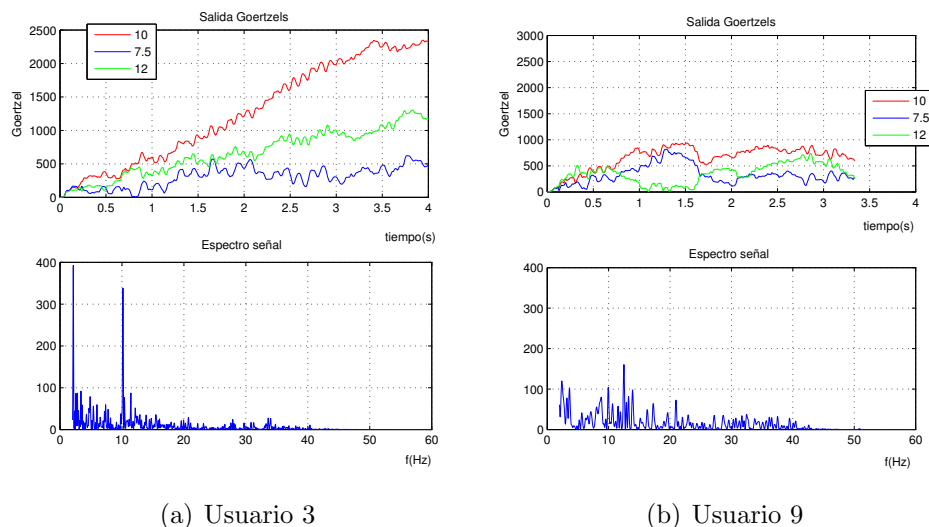 Salida Goertzels
2500
2000
1500
1000
500
0
Goertzel
10
7.5
12
0 0.5 1 1.5 2 2.5 3 3.5 4
tiempo(s)
Espectro señal
400
300
200
100
0
0 10 20 30 40 50 60
f(Hz)
(a) Usuario 3
Salida Goertzels
3000
2500
2000
1500
1000
500
0
Goertzel
10
7.5
12
0 0.5 1 1.5 2 2.5 3 3.5 4
tiempo(s)
Espectro señal
400
300
200
100
0
0 10 20 30 40 50 60
f(Hz)
(b) Usuario 9